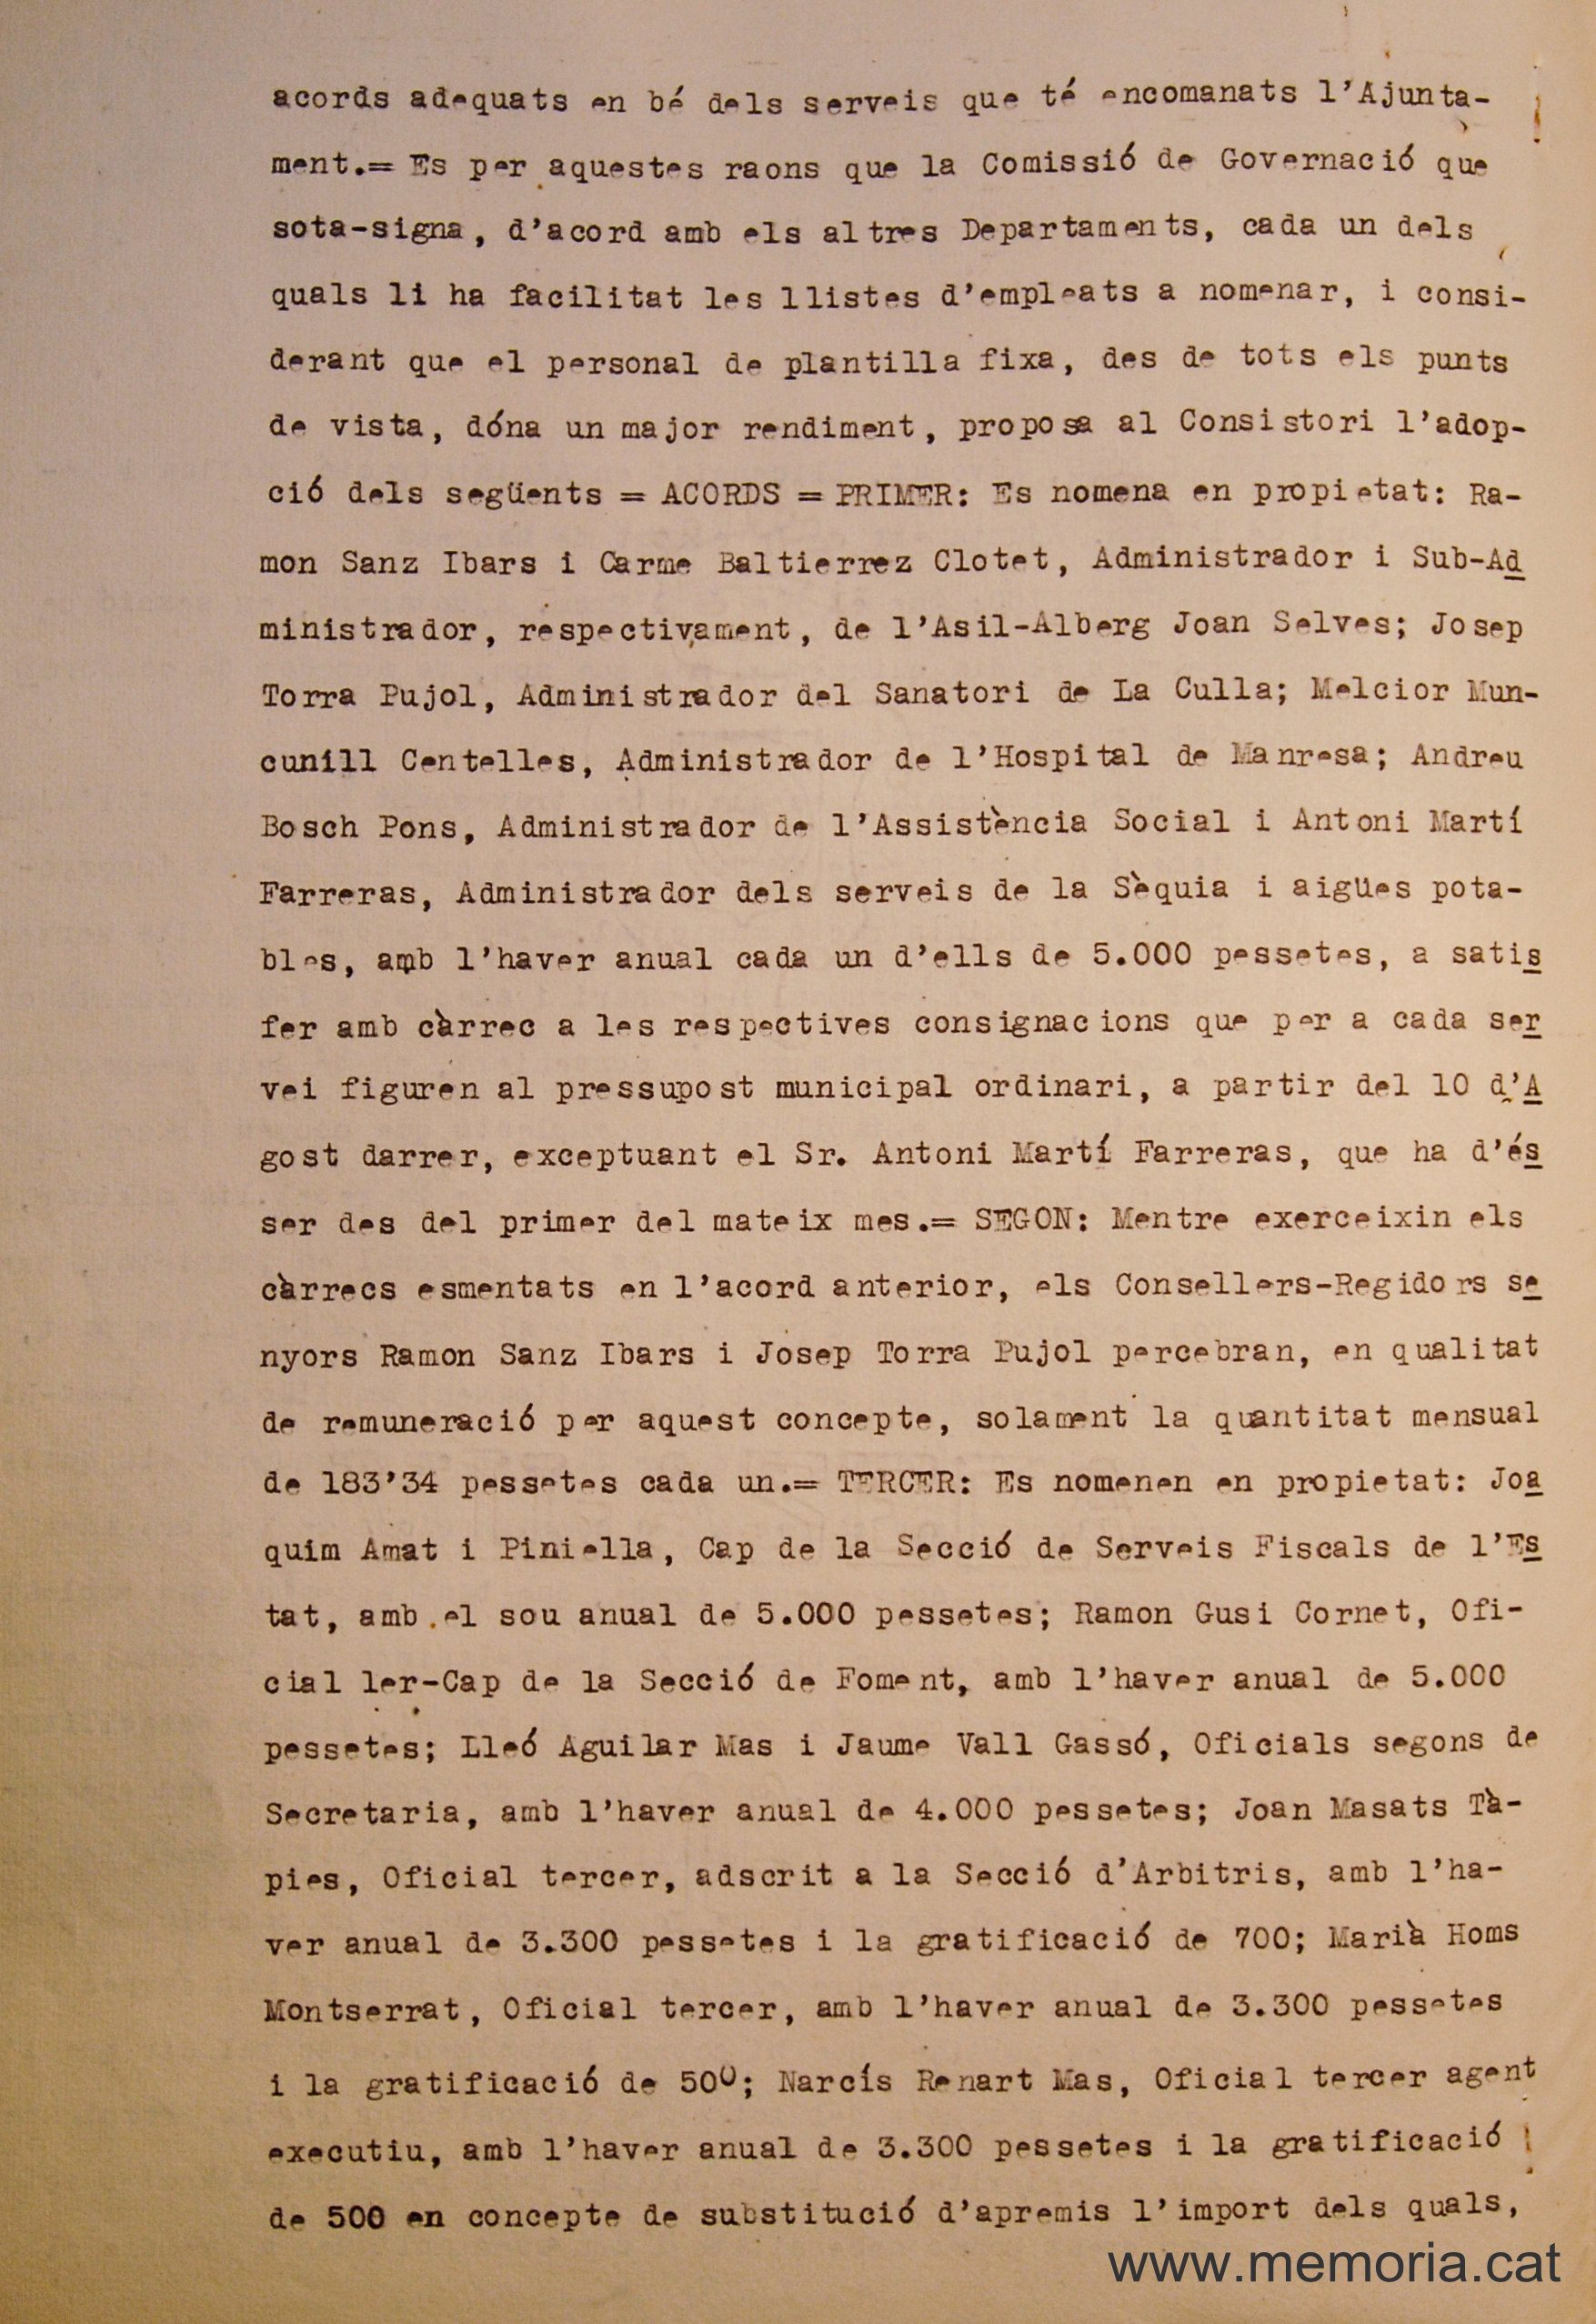 acords adequats en bé dels serveis que té encomanats l'Ajunta-
ment.= Es per aquestes raons que la Comissió de Governació que
sota-signa, d'acord amb els altres Departaments, cada un dels
quals li ha facilitat les llistes d'empleats a nomenar, i consi-
derant que el personal de plantilla fixa, des de tots els punts
de vista, dóna un major rendiment, proposa al Consistori l'adop-
ció dels següents = ACORDS = PRIMER: Es nomena en propietat: Ra-
mon Sanz Ibars i Carme Baltierrez Clotet, Administrador i Sub-Ad
ministrador, respectivament, de l'Asil-Alberg Joan Selves; Josep
Torra Pujol, Administrador del Sanatori de La Culla; Melcior Mun-
cunill Centelles, Administrador de l'Hospital de Manresa; Andreu
Bosch Pons, Administrador de l'Assistència Social i Antoni Martí
Farreras, Administrador dels serveis de la Sèquia i aigües pota-
bles, amb l'haver anual cada un d'ells de 5.000 pessetes, a satis
fer amb càrrec a les respectives consignacions que per a cada ser
vei figuren al pressupost municipal ordinari, a partir del 10 d'A
gost darrer, exceptuant el Sr. Antoni Martí Farreras, que ha d'és
ser des del primer del mateix mes.= SEGON: Mentre exerceixin els
càrrecs esmentats en l'acord anterior, els Consellers-Regidors se
nyors Ramon Sanz Ibars i Josep Torra Pujol percebran, en qualitat
de remuneració per aquest concepte, solament la quantitat mensual
de 183'34 pessetes cada un.= TERCER: Es nomenen en propietat: Joa
quim Amat i Piniella, Cap de la Secció de Serveis Fiscals de l'Es
tat, amb el sou anual de 5.000 pessetes; Ramon Gusi Cornet, Ofi-
cial ler-Cap de la Secció de Foment, amb l'haver anual de 5.000
pessetes; Lleó Aguilar Mas i Jaume Vall Gassó, Oficials segons de
Secretaria, amb l'haver anual de 4.000 pessetes; Joan Masats Tà-
pies, Oficial tercer, adscrit a la Secció d'Arbitris, amb l'ha-
ver anual de 3.300 pessetes i la gratificació de 700; Marià Homs
Montserrat, Oficial tercer, amb l'haver anual de 3.300 pessetes
i la gratificació de 500; Narcís Renart Mas, Oficial tercer agent
executiu, amb l'haver anual de 3.300 pessetes i la gratificació
de 500 en concepte de substitució d'apremis l'import dels quals,
www.memoria.cat